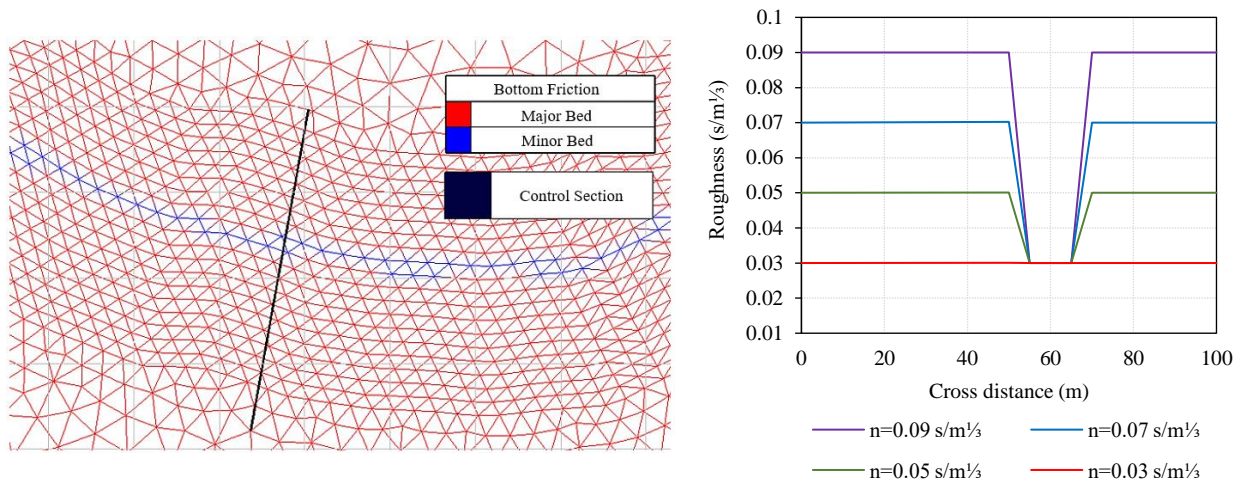 Bottom Friction
Major Bed
Minor Bed
Control Section
Roughness (s/m⅓)
0.1
0.09
0.08
0.07
0.06
0.05
0.04
0.03
0.02
0.01
0 20 40 60 80 100
Cross distance (m)
n=0.09 s/m⅓ n=0.07 s/m⅓
n=0.05 s/m⅓ n=0.03 s/m⅓